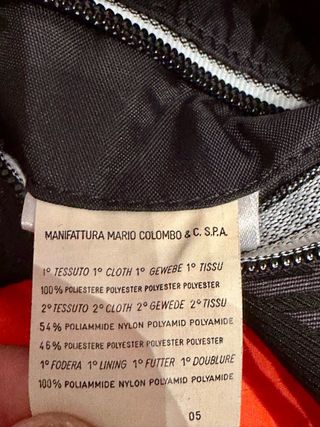 MANIFATTURA MARIO COLOMBO & C. S.P.A.
1° TESSUTO 1° CLOTH 1° GEWEBE 1° TISSU
100% POLIESTERE POLYESTER POLYESTER POLYESTER
2° TESSUTO 2° CLOTH 2° GEWEDE 2° TISSU
54% POLIAMMIDE NYLON POLYAMID POLYAMIDE
46% POLIESTERE POLYESTER POLYESTER POLYESTER
1° FODERA 1° LINING 1° FUTTER 1° DOUBLURE
100% POLIAMMIDE NYLON POLYAMID POLYAMIDE
05